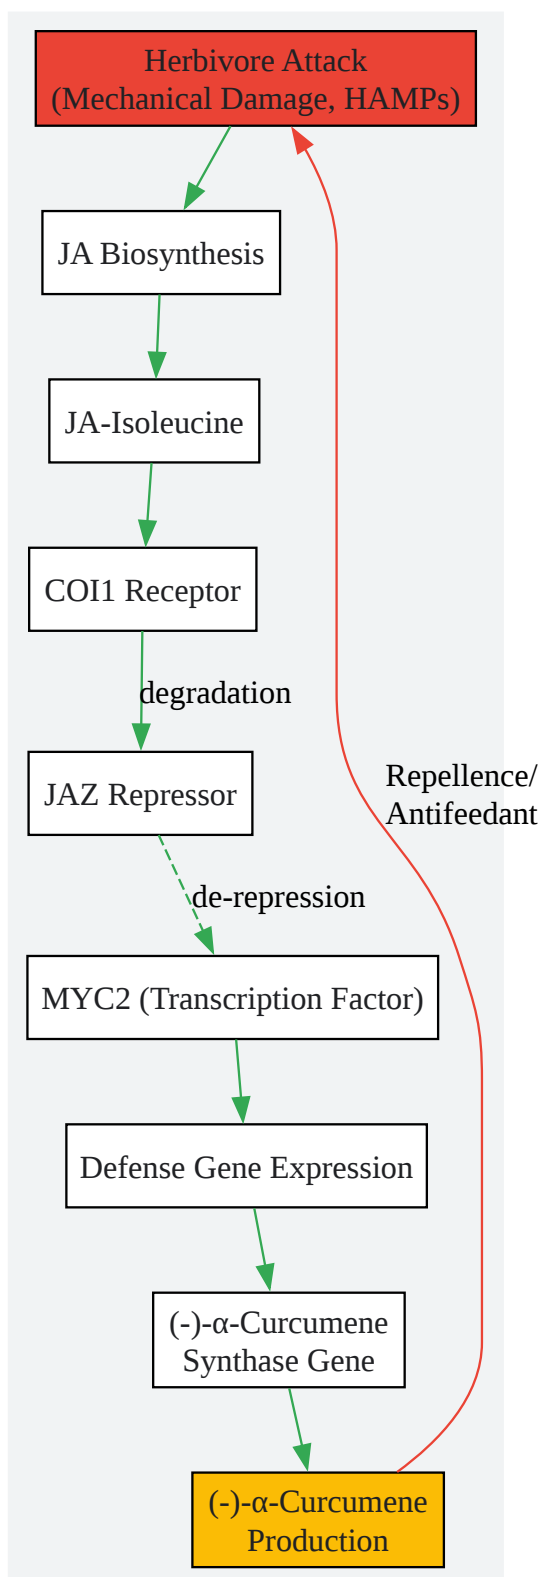 Herbivore Attack
(Mechanical Damage, HAMPs)
JA Biosynthesis
JA-Isoleucine
COI1 Receptor
degradation
JAZ Repressor
Repellence/
Antifeedant
de-repression
MYC2 (Transcription Factor)
Defense Gene Expression
(-)-α-Curcumene
Synthase Gene
(-)-α-Curcumene
Production